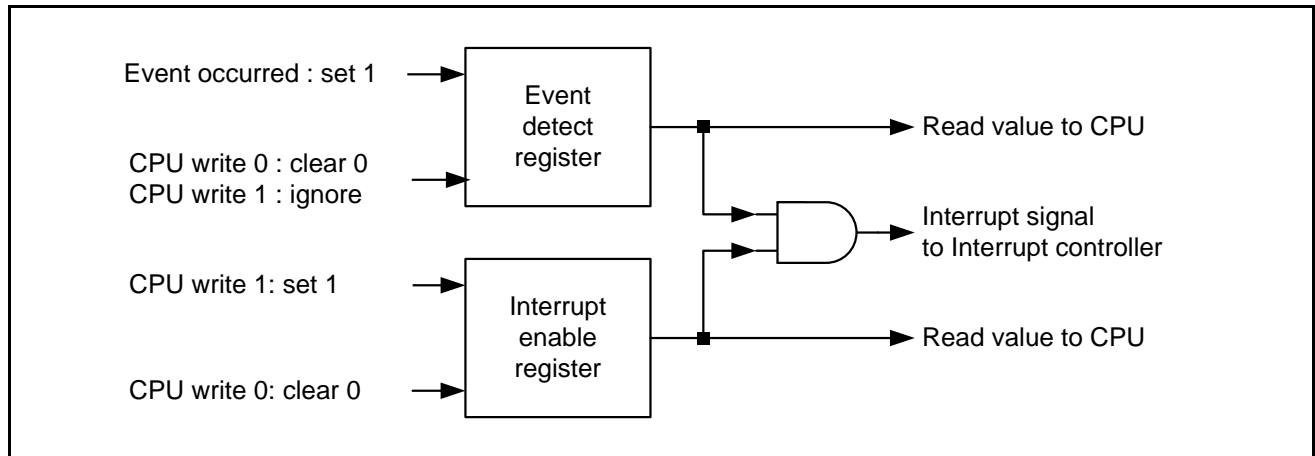 Event occurred : set 1
CPU write 0 : clear 0
CPU write 1 : ignore
Event
detect
register
Read value to CPU
Interrupt signal
to Interrupt controller
CPU write 1: set 1
CPU write 0: clear 0
Interrupt
enable
register
Read value to CPU